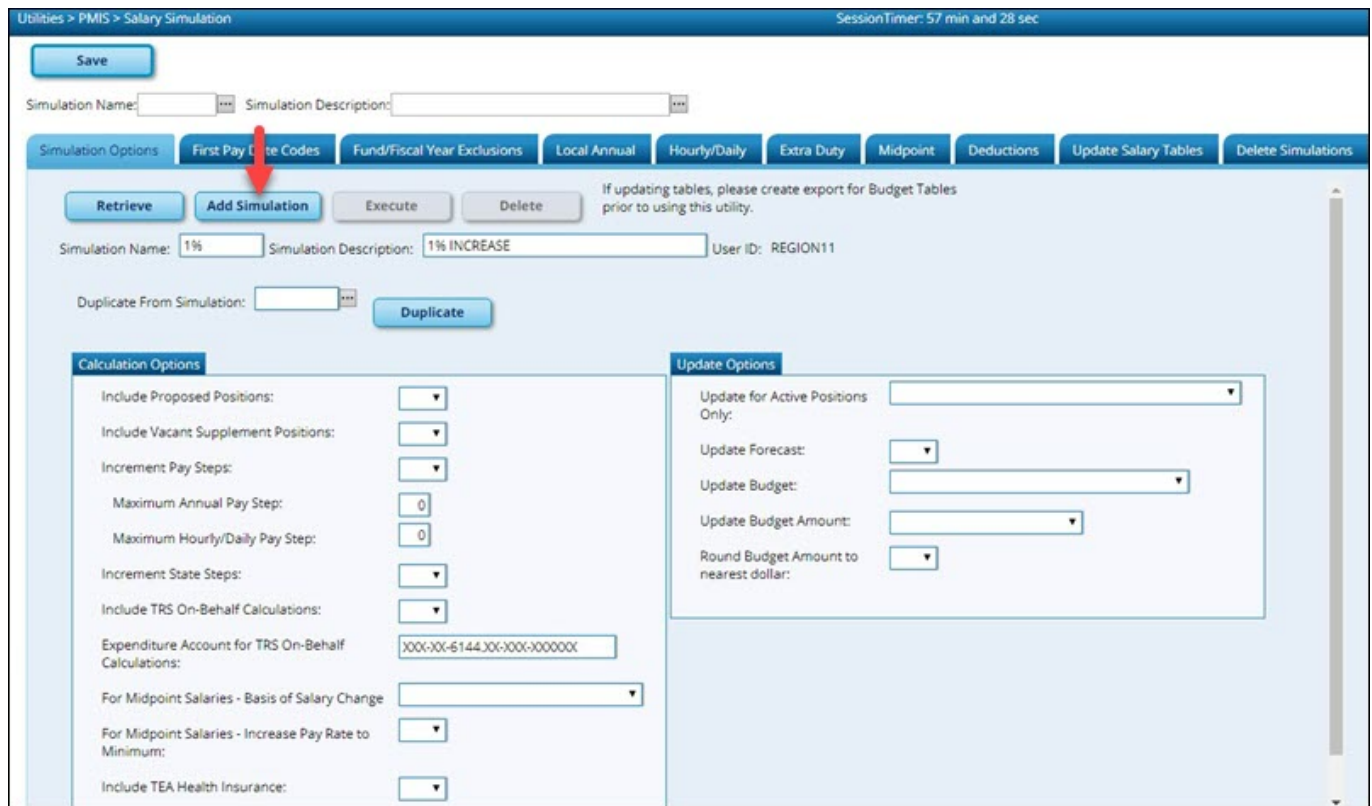 Utilities > PMIS > Salary Simulation SessionTimer: 57 min and 28 sec
Save
Simulation Name: Simulation Description:
Simulation Options First Pay Date Codes Fund/Fiscal Year Exclusions Local Annual Hourly/Daily Extra Duty Midpoint Deductions Update Salary Tables Delete Simulations
Retrieve Add Simulation Execute Delete If updating tables, please create export for Budget Tables
prior to using this utility.
Simulation Name: 1% Simulation Description: 1% INCREASE User ID: REGION11
Duplicate From Simulation: Duplicate
Calculation Options
Include Proposed Positions:
Include Vacant Supplement Positions:
Increment Pay Steps:
Maximum Annual Pay Step: 0
Maximum Hourly/Daily Pay Step: 0
Increment State Steps:
Include TRS On-Behalf Calculations:
Expenditure Account for TRS On-Behalf
Calculations: XXX-XX-6144.XX-XXX-XXXXXX
For Midpoint Salaries - Basis of Salary Change
For Midpoint Salaries - Increase Pay Rate to
Minimum:
Include TEA Health Insurance:
Update Options
Update for Active Positions
Only:
Update Forecast:
Update Budget:
Update Budget Amount:
Round Budget Amount to
nearest dollar: